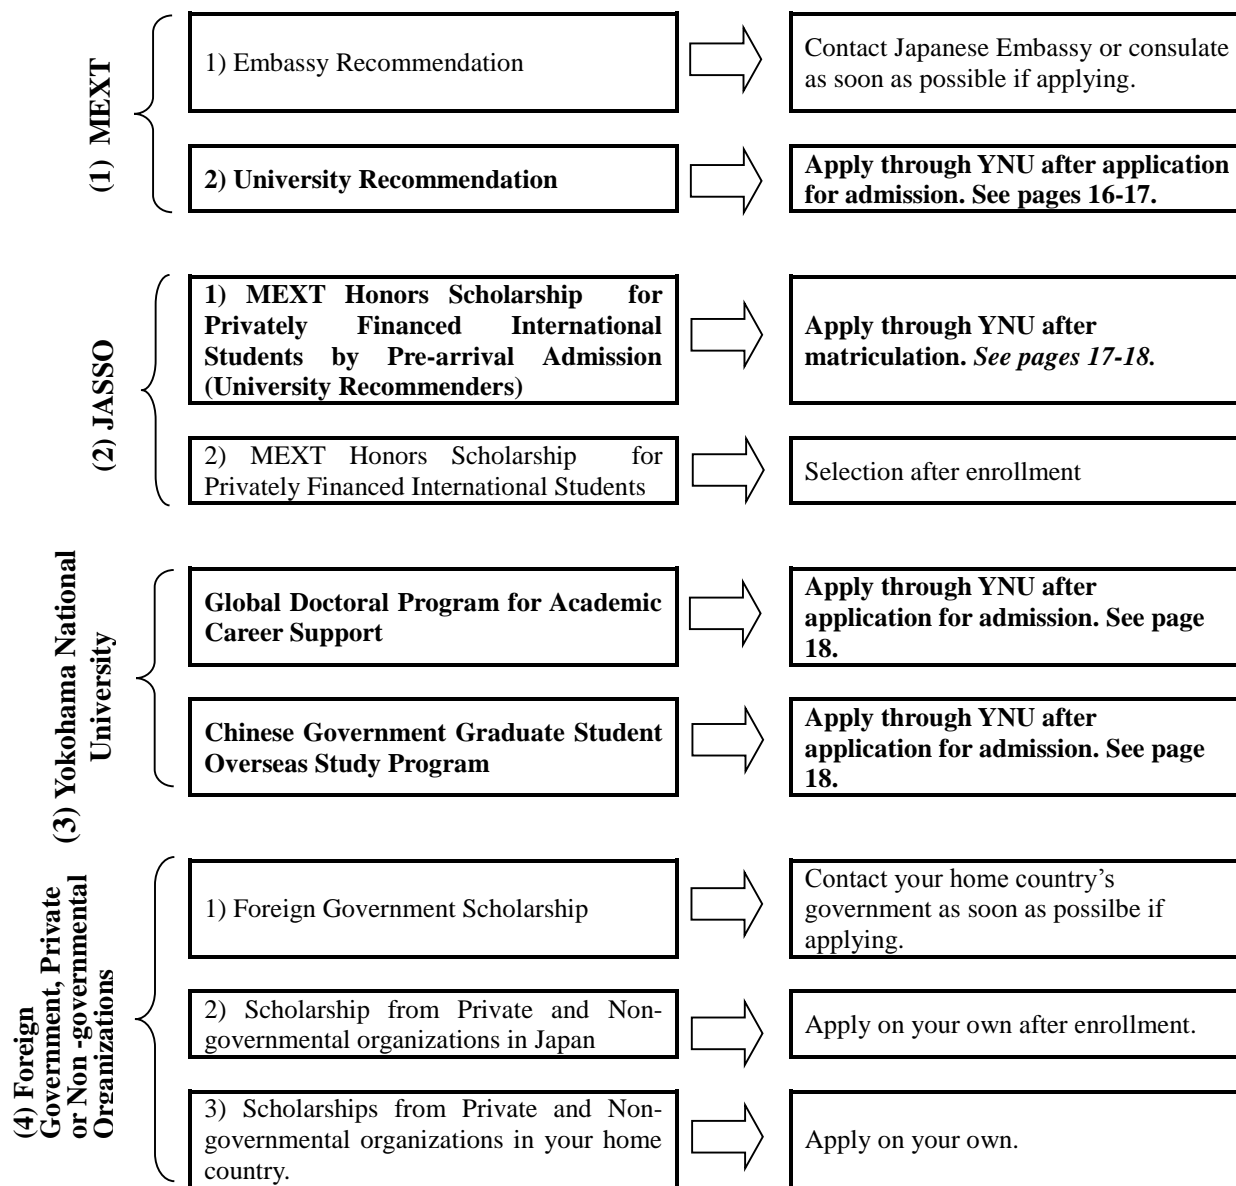 (1) MEXT
1) Embassy Recommendation
Contact Japanese Embassy or consulate
as soon as possible if applying.
2) University Recommendation
Apply through YNU after application
for admission. See pages 16-17.
(2) JASSO
1) MEXT Honors Scholarship for
Privately Financed International
Students by Pre-arrival Admission
(University Recommenders)
Apply through YNU after
matriculation. See pages 17-18.
2) MEXT Honors Scholarship for
Privately Financed International Students
Selection after enrollment
(3) Yokohama National
University
Global Doctoral Program for Academic
Career Support
Apply through YNU after
application for admission. See page
18.
Chinese Government Graduate Student
Overseas Study Program
Apply through YNU after
application for admission. See page
18.
(4) Foreign
Government, Private
or Non -governmental
Organizations
1) Foreign Government Scholarship
Contact your home country's
government as soon as possilbe if
applying.
2) Scholarship from Private and Non-
governmental organizations in Japan
Apply on your own after enrollment.
3) Scholarships from Private and Non-
governmental organizations in your home
country.
Apply on your own.